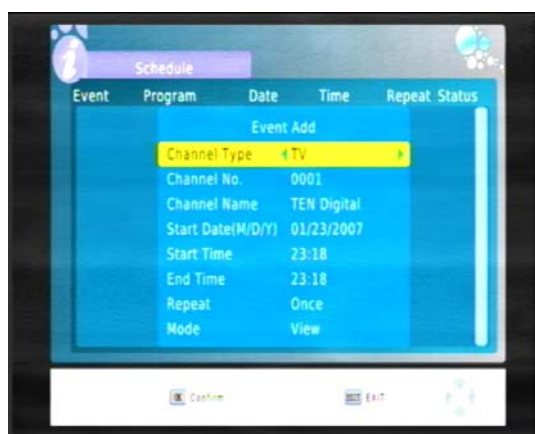 Schedule
Event Program Date Time Repeat Status
Event Add
Channel Type TV
Channel No. 0001
Channel Name TEN Digital
Start Date(M/D/Y) 01/23/2007
Start Time 23:18
End Time 23:18
Repeat Once
Mode View
OK Confirm EXIT EXIT